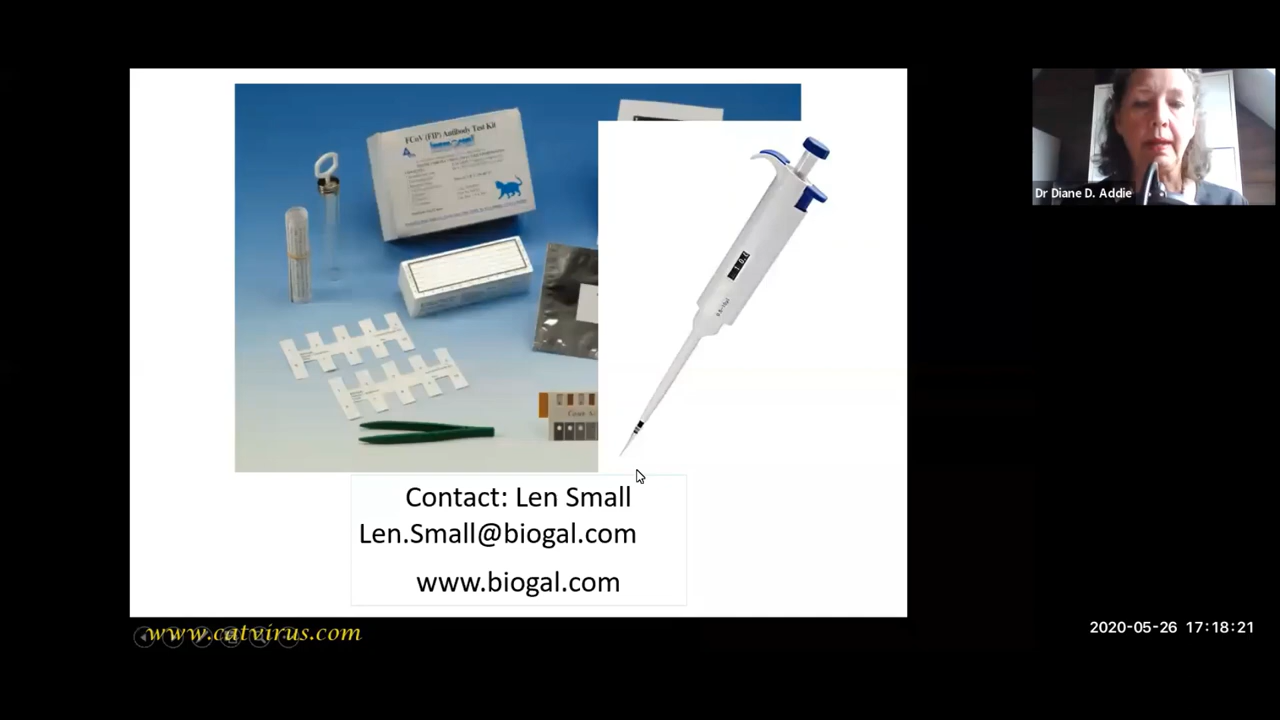 FCoV (FIP) Antibody Test Kit
Dr Diane D. Addie
Contact: Len Small
Len.Small@biogal.com
www.biogal.com
www.catvirus.com
2020-05-26 17:18:21